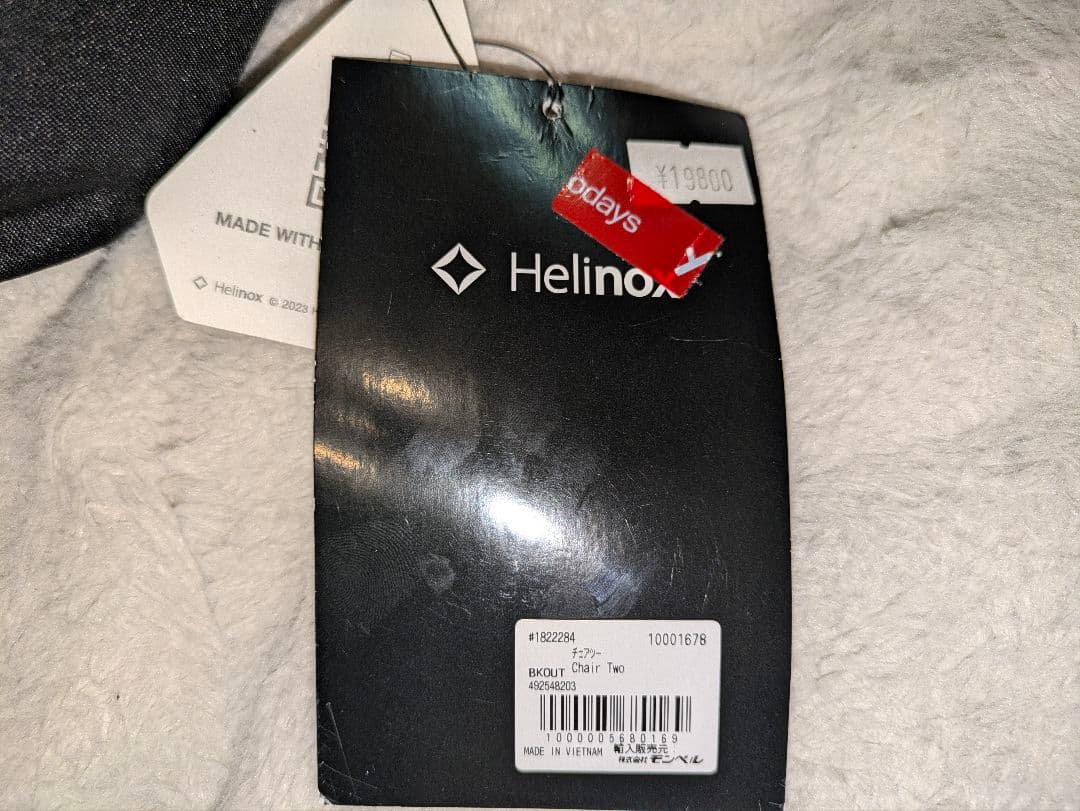 ¥19800
odays
Helinox
MADE WITH
Helinox © 2023 H
#1822284 10001678
チェアツー
BKOUT Chair Two
492548203
1000005680169
MADE IN VIETNAM 輸入販売元:
株式会社 モンベル